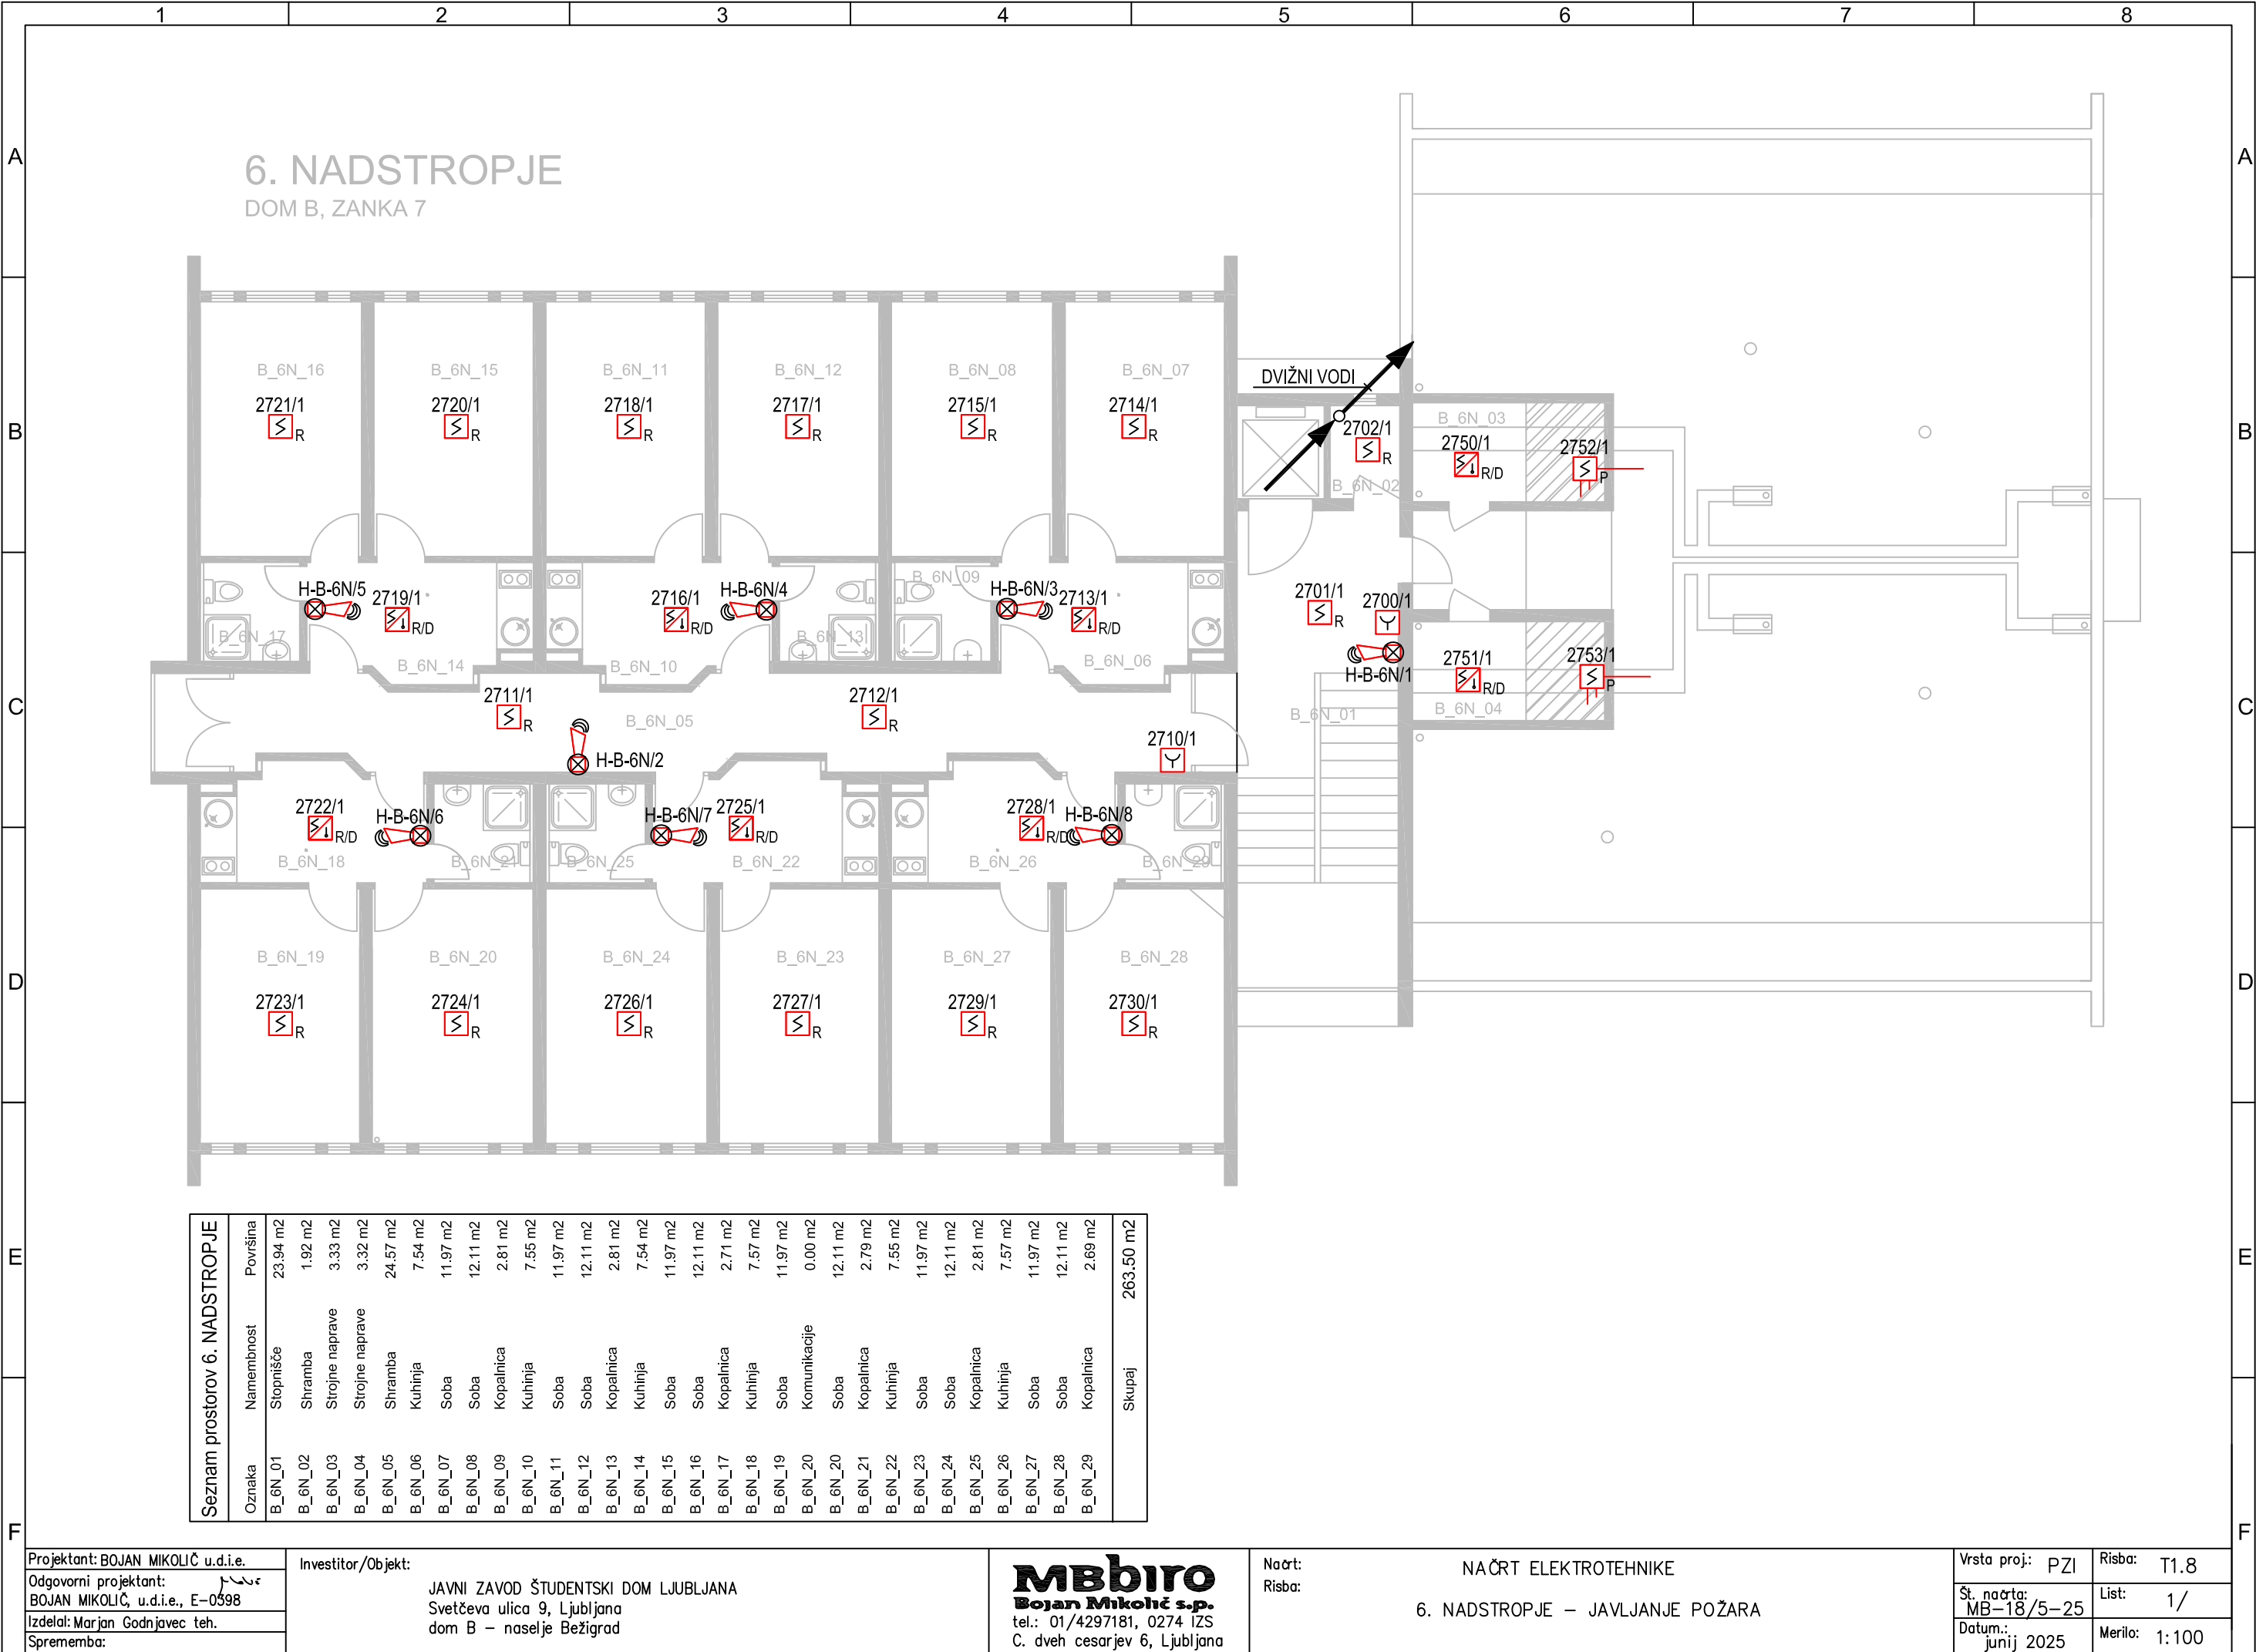 1 2 3 4 5 6 7 8
A A
6. NADSTROPJE
DOM B, ZANKA 7
B B
B_6N_16 B_6N_15 B_6N_11 B_6N_12 B_6N_08 B_6N_07
DVIŽNI VODI
2721/1 R
2720/1 R
2718/1 R
2717/1 R
2715/1 R
2714/1 R
2702/1 R
B_6N_02
B_6N_03
2750/1 R/D
2752/1 P
H-B-6N/5
2719/1 R/D
B_6N_17
B_6N_14
2716/1 R/D
H-B-6N/4
B_6N_10
B_6N_13
B_6N_09
H-B-6N/3
2713/1 R/D
B_6N_06
2701/1 R
2700/1
H-B-6N/1
2751/1 R/D
B_6N_04
2753/1 P
C C
2711/1 R
B_6N_05
H-B-6N/2
2712/1 R
2710/1
B_6N_01
2722/1 R/D
H-B-6N/6
B_6N_18
B_6N_21
B_6N_25
H-B-6N/7
2725/1 R/D
B_6N_22
2728/1 R/D
H-B-6N/8
B_6N_26
B_6N_29
D D
B_6N_19 B_6N_20 B_6N_24 B_6N_23 B_6N_27 B_6N_28
2723/1 R
2724/1 R
2726/1 R
2727/1 R
2729/1 R
2730/1 R
E E
Seznam prostorov 6. NADSTROPJE
Oznaka Namembnost Površina
B_6N_01 Stopnišče 23.94 m2
B_6N_02 Shramba 1.92 m2
B_6N_03 Strojne naprave 3.33 m2
B_6N_04 Strojne naprave 3.32 m2
B_6N_05 Shramba 24.57 m2
B_6N_06 Kuhinja 7.54 m2
B_6N_07 Soba 11.97 m2
B_6N_08 Soba 12.11 m2
B_6N_09 Kopalnica 2.81 m2
B_6N_10 Kuhinja 7.55 m2
B_6N_11 Soba 11.97 m2
B_6N_12 Soba 12.11 m2
B_6N_13 Kopalnica 2.81 m2
B_6N_14 Kuhinja 7.54 m2
B_6N_15 Soba 11.97 m2
B_6N_16 Soba 12.11 m2
B_6N_17 Kopalnica 2.71 m2
B_6N_18 Kuhinja 7.57 m2
B_6N_19 Soba 11.97 m2
B_6N_20 Komunikacije 0.00 m2
B_6N_20 Soba 12.11 m2
B_6N_21 Kopalnica 2.79 m2
B_6N_22 Kuhinja 7.55 m2
B_6N_23 Soba 11.97 m2
B_6N_24 Soba 12.11 m2
B_6N_25 Kopalnica 2.81 m2
B_6N_26 Kuhinja 7.57 m2
B_6N_27 Soba 11.97 m2
B_6N_28 Soba 12.11 m2
B_6N_29 Kopalnica 2.69 m2
Skupaj 263.50 m2
F F
Projektant: BOJAN MIKOLIČ u.d.i.e.
Odgovorni projektant:
BOJAN MIKOLIČ, u.d.i.e., E-0598
Izdelal: Marjan Godnjavec teh.
Sprememba:
Investitor/Objekt:
JAVNI ZAVOD ŠTUDENTSKI DOM LJUBLJANA
Svetčeva ulica 9, Ljubljana
dom B – naselje Bežigrad
MBbiro
Bojan Mikolič s.p.
tel.: 01/4297181, 0274 IZS
C. dveh cesarjev 6, Ljubljana
Načrt: NAČRT ELEKTROTEHNIKE
Risba:
6. NADSTROPJE – JAVLJANJE POŽARA
Vrsta proj.: PZI
Št. načrta:
MB-18/5-25
Datum.:
junij 2025
Risba: T1.8
List: 1/
Merilo: 1:100